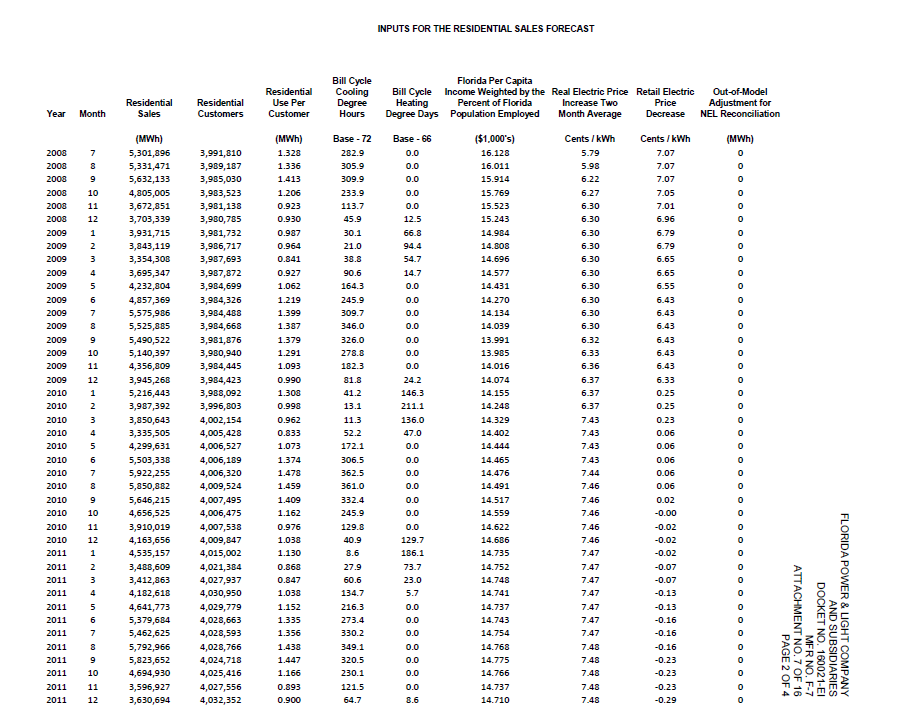 INPUTS FOR THE RESIDENTIAL SALES FORECAST
Bill Cycle Florida Per Capita
Residential Cooling Bill Cycle Income Weighted by the Real Electric Price Retail Electric Out-of-Model
Residential Residential Use Per Degree Heating Percent of Florida Increase Two Price Adjustment for
Year Month Sales Customers Customer Hours Degree Days Population Employed Month Average Decrease NEL Reconciliation
(MWh) (MWh) Base - 72 Base - 66 ($1,000's) Cents / kWh Cents / kWh (MWh)
2008 7 5,301,896 3,991,810 1.328 282.9 0.0 16.128 5.79 7.07 0
2008 8 5,331,471 3,989,187 1.336 305.9 0.0 16.011 5.98 7.07 0
2008 9 5,632,133 3,985,030 1.413 309.9 0.0 15.914 6.22 7.07 0
2008 10 4,805,005 3,983,523 1.206 233.9 0.0 15.769 6.27 7.05 0
2008 11 3,672,851 3,981,138 0.923 113.7 0.0 15.523 6.30 7.01 0
2008 12 3,703,339 3,980,785 0.930 45.9 12.5 15.243 6.30 6.96 0
2009 1 3,931,715 3,981,732 0.987 30.1 66.8 14.984 6.30 6.79 0
2009 2 3,843,119 3,986,717 0.964 21.0 94.4 14.808 6.30 6.79 0
2009 3 3,354,308 3,987,693 0.841 38.8 54.7 14.696 6.30 6.65 0
2009 4 3,695,347 3,987,872 0.927 90.6 14.7 14.577 6.30 6.65 0
2009 5 4,232,804 3,984,699 1.062 164.3 0.0 14.431 6.30 6.55 0
2009 6 4,857,369 3,984,326 1.219 245.9 0.0 14.270 6.30 6.43 0
2009 7 5,575,986 3,984,488 1.399 309.7 0.0 14.134 6.30 6.43 0
2009 8 5,525,885 3,984,668 1.387 346.0 0.0 14.039 6.30 6.43 0
2009 9 5,490,522 3,981,876 1.379 326.0 0.0 13.991 6.32 6.43 0
2009 10 5,140,397 3,980,940 1.291 278.8 0.0 13.985 6.33 6.43 0
2009 11 4,356,809 3,984,445 1.093 182.3 0.0 14.016 6.36 6.43 0
2009 12 3,945,268 3,984,423 0.990 81.8 24.2 14.074 6.37 6.33 0
2010 1 5,216,443 3,988,092 1.308 41.2 146.3 14.155 6.37 0.25 0
2010 2 3,987,392 3,996,803 0.998 13.1 211.1 14.248 6.37 0.25 0
2010 3 3,850,643 4,002,154 0.962 11.3 136.0 14.329 7.43 0.23 0
2010 4 3,335,505 4,005,428 0.833 52.2 47.0 14.402 7.43 0.06 0
2010 5 4,299,631 4,006,527 1.073 172.1 0.0 14.444 7.43 0.06 0
2010 6 5,503,338 4,006,189 1.374 306.5 0.0 14.465 7.43 0.06 0
2010 7 5,922,255 4,006,320 1.478 362.5 0.0 14.476 7.44 0.06 0
2010 8 5,850,882 4,009,524 1.459 361.0 0.0 14.491 7.46 0.06 0
2010 9 5,646,215 4,007,495 1.409 332.4 0.0 14.517 7.46 0.02 0
2010 10 4,656,525 4,006,475 1.162 245.9 0.0 14.559 7.46 -0.00 0
2010 11 3,910,019 4,007,538 0.976 129.8 0.0 14.622 7.46 -0.02 0
2010 12 4,163,656 4,009,847 1.038 40.9 129.7 14.686 7.46 -0.02 0
2011 1 4,535,157 4,015,002 1.130 8.6 186.1 14.735 7.47 -0.02 0
2011 2 3,488,609 4,021,384 0.868 27.9 73.7 14.752 7.47 -0.07 0
2011 3 3,412,863 4,027,937 0.847 60.6 23.0 14.748 7.47 -0.07 0
2011 4 4,182,618 4,030,950 1.038 134.7 5.7 14.741 7.47 -0.13 0
2011 5 4,641,773 4,029,779 1.152 216.3 0.0 14.737 7.47 -0.13 0
2011 6 5,379,684 4,028,663 1.335 273.4 0.0 14.743 7.47 -0.16 0
2011 7 5,462,625 4,028,593 1.356 330.2 0.0 14.754 7.47 -0.16 0
2011 8 5,792,966 4,028,766 1.438 349.1 0.0 14.768 7.48 -0.16 0
2011 9 5,823,652 4,024,718 1.447 320.5 0.0 14.775 7.48 -0.23 0
2011 10 4,694,930 4,025,416 1.166 230.1 0.0 14.766 7.48 -0.23 0
2011 11 3,596,927 4,027,556 0.893 121.5 0.0 14.737 7.48 -0.23 0
2011 12 3,630,694 4,032,352 0.900 64.7 8.6 14.710 7.48 -0.29 0
FLORIDA POWER & LIGHT COMPANY
AND SUBSIDIARIES
DOCKET NO. 160021-EI
MFR NO. F-7
ATTACHMENT NO. 7 OF 16
PAGE 2 OF 4